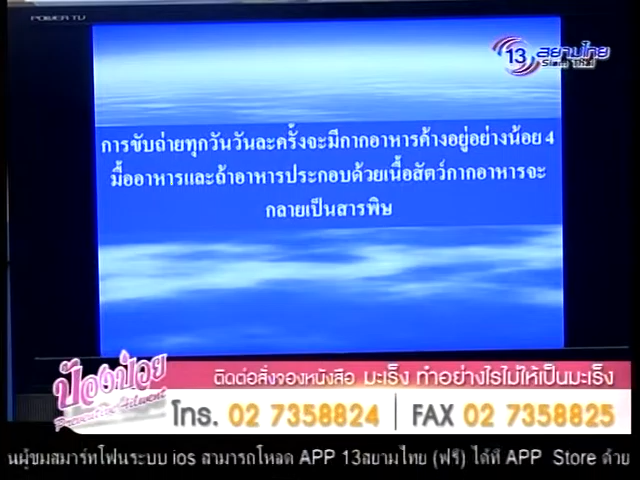 POWER TV
13 สยามไทย
Siam Thai
การขับถ่ายทุกวันวันละครั้งจะมีกากอาหารค้างอยู่อย่างน้อย 4
มื้ออาหารและถ้าอาหารประกอบด้วยเนื้อสัตว์กากอาหารจะ
กลายเป็นสารพิษ
ป้องป่วย
ติดต่อสั่งจองหนังสือ มะเร็ง ทำอย่างไรไม่ให้เป็นมะเร็ง
โทร. 02 7358824 FAX 02 7358825
นผู้ชมสมาร์ทโฟนระบบ ios สามารถโหลด APP 13สยามไทย (ฟรี) ได้ที่ APP Store ด้วย